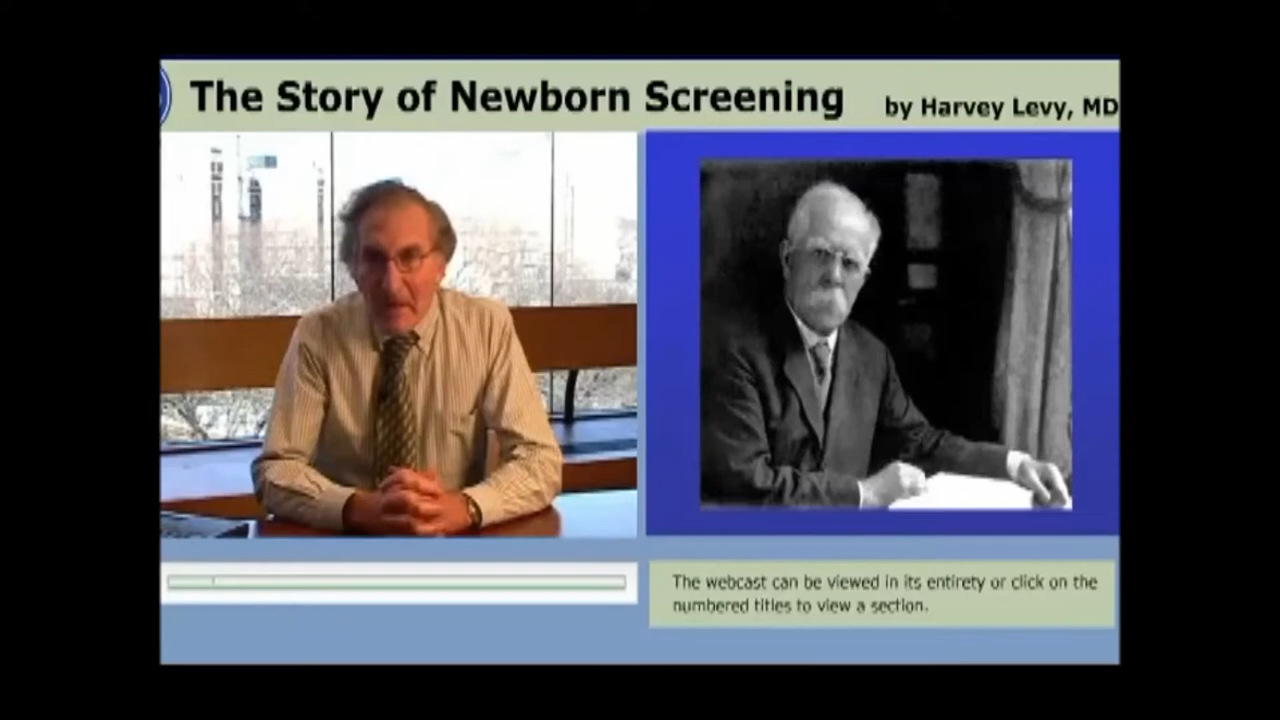 The Story of Newborn Screening by Harvey Levy, MD
The webcast can be viewed in its entirety or click on the
numbered titles to view a section.